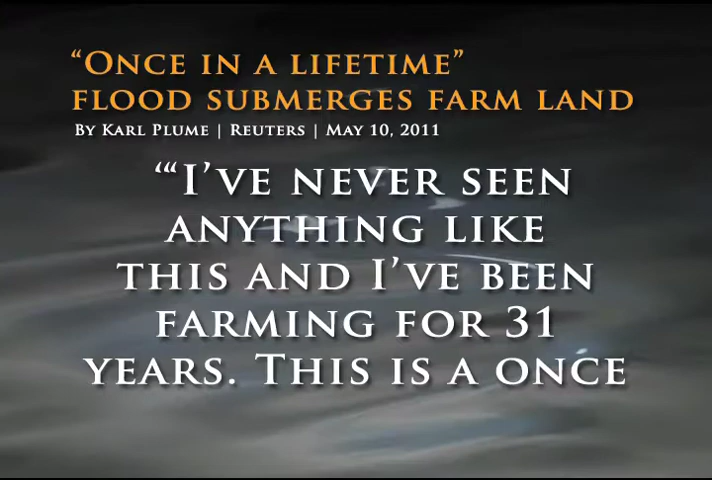 “Once in a lifetime”
flood submerges farm land
By Karl Plume | Reuters | May 10, 2011
“‘I’ve never seen
anything like
this and I’ve been
farming for 31
years. This is a once